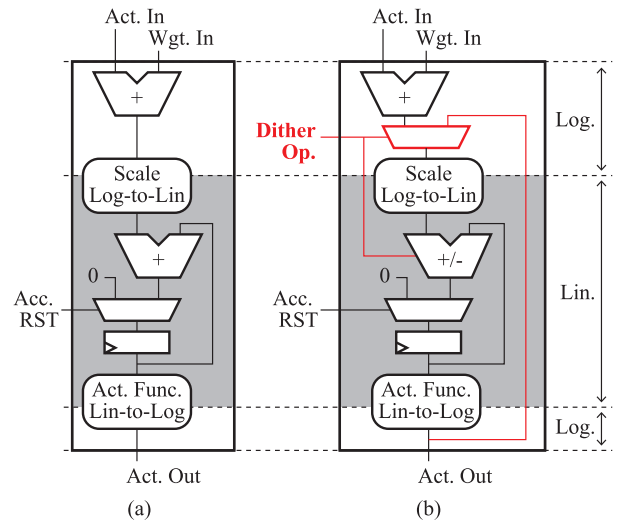 Act. In
Wgt. In
+
Scale
Log-to-Lin
+
0
Acc.
RST
Act. Func.
Lin-to-Log
Act. Out
(a)
Act. In
Wgt. In
+
Dither
Op.
Scale
Log-to-Lin
+/-
0
Acc.
RST
Act. Func.
Lin-to-Log
Act. Out
(b)
Log.
Lin.
Log.